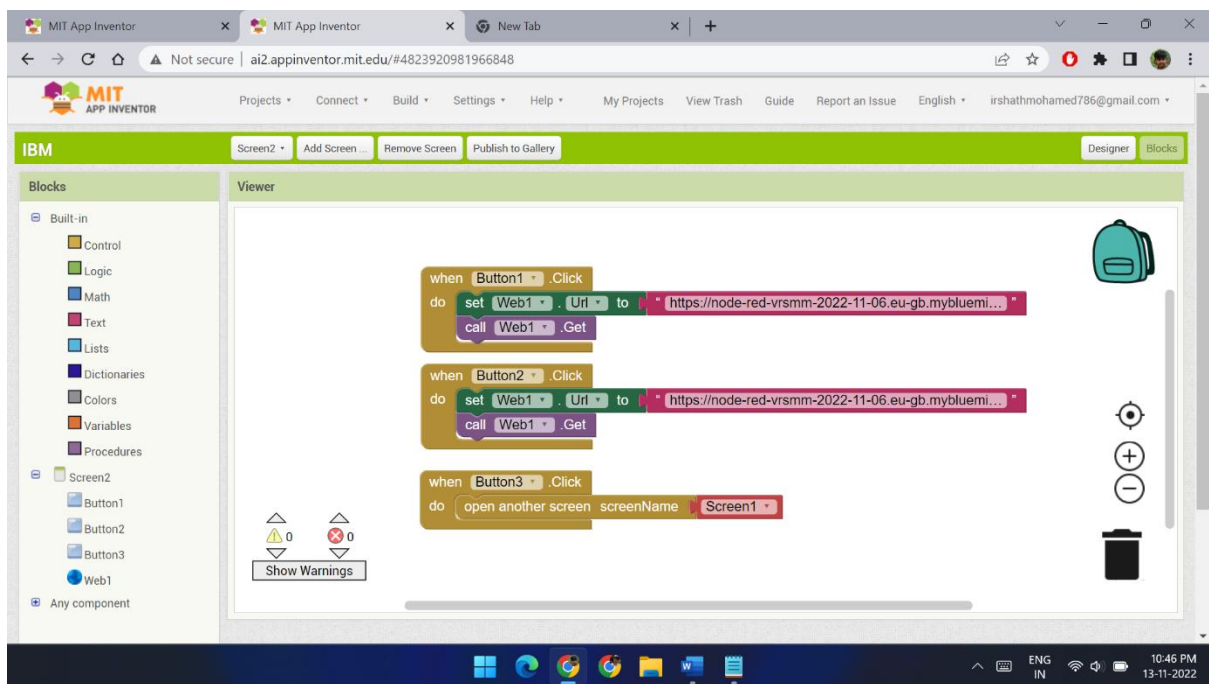 MIT App Inventor
MIT App Inventor
New Tab
Not secure | ai2.appinventor.mit.edu/#4823920981966848
MIT
APP INVENTOR
Projects Connect Build Settings Help My Projects View Trash Guide Report an Issue English irshathmohamed786@gmail.com
IBM
Screen2 Add Screen ... Remove Screen Publish to Gallery Designer Blocks
Blocks
Viewer
Built-in
Control
Logic
Math
Text
Lists
Dictionaries
Colors
Variables
Procedures
Screen2
Button1
Button2
Button3
Web1
Any component
when Button1 .Click
do set Web1 . Url to " https://node-red-vrsmm-2022-11-06.eu-gb.mybluemi... "
call Web1 .Get
when Button2 .Click
do set Web1 . Url to " https://node-red-vrsmm-2022-11-06.eu-gb.mybluemi... "
call Web1 .Get
when Button3 .Click
do open another screen screenName Screen1
0 0
Show Warnings
ENG
IN
10:46 PM
13-11-2022